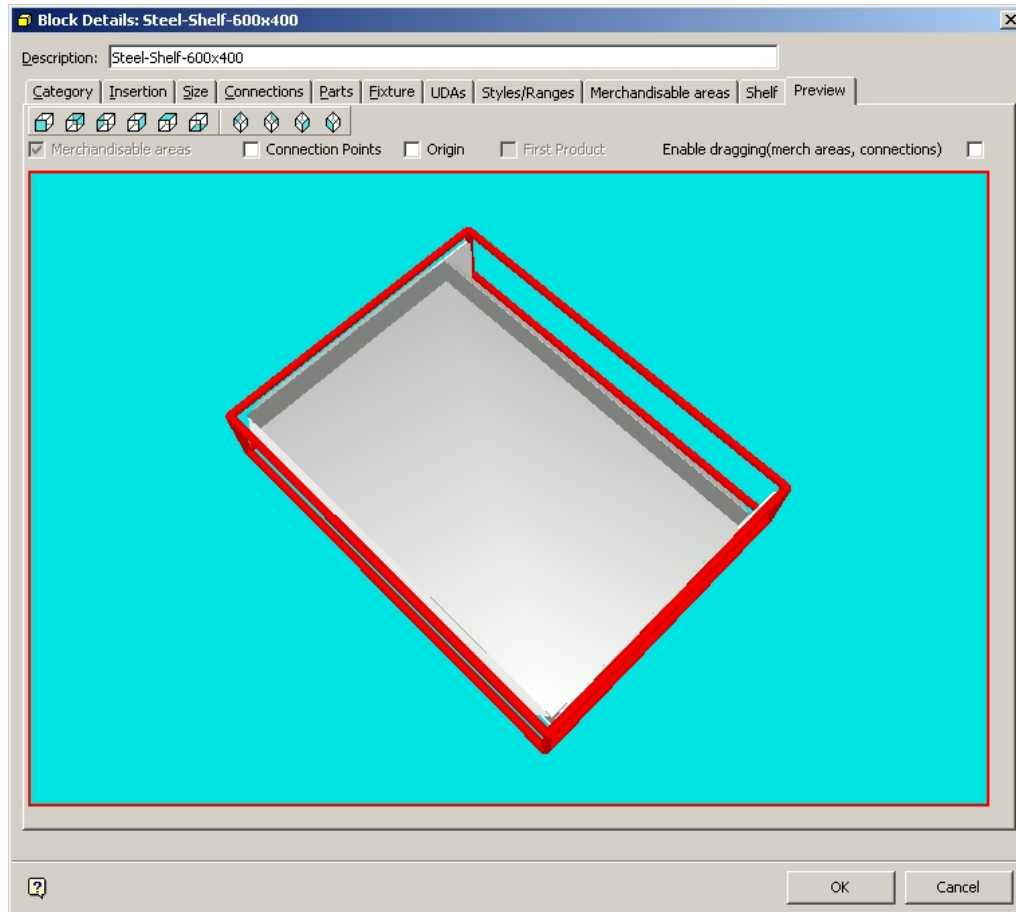 Block Details: Steel-Shelf-600x400
Description: Steel-Shelf-600x400
Category Insertion Size Connections Parts Fixture UDAs Styles/Ranges Merchandisable areas Shelf Preview
Merchandisable areas Connection Points Origin First Product Enable dragging(merch areas, connections)
OK Cancel